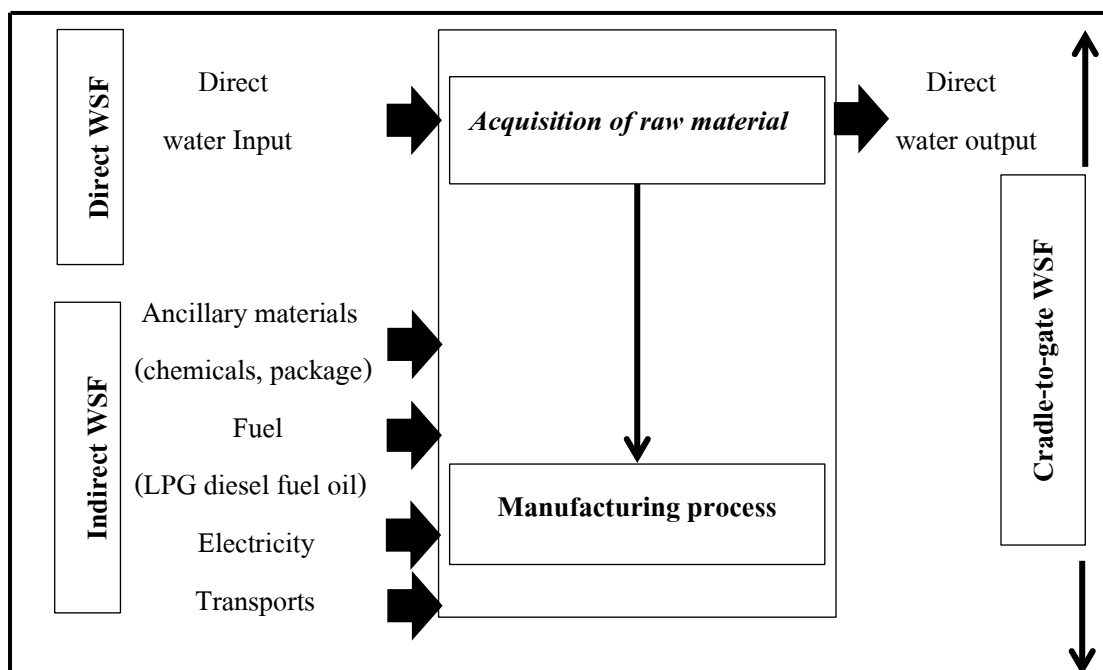 Direct WSF
Direct
water Input
Acquisition of raw material
Direct
water output
Indirect WSF
Ancillary materials
(chemicals, package)
Fuel
(LPG diesel fuel oil)
Electricity
Transports
Manufacturing process
Cradle-to-gate WSF